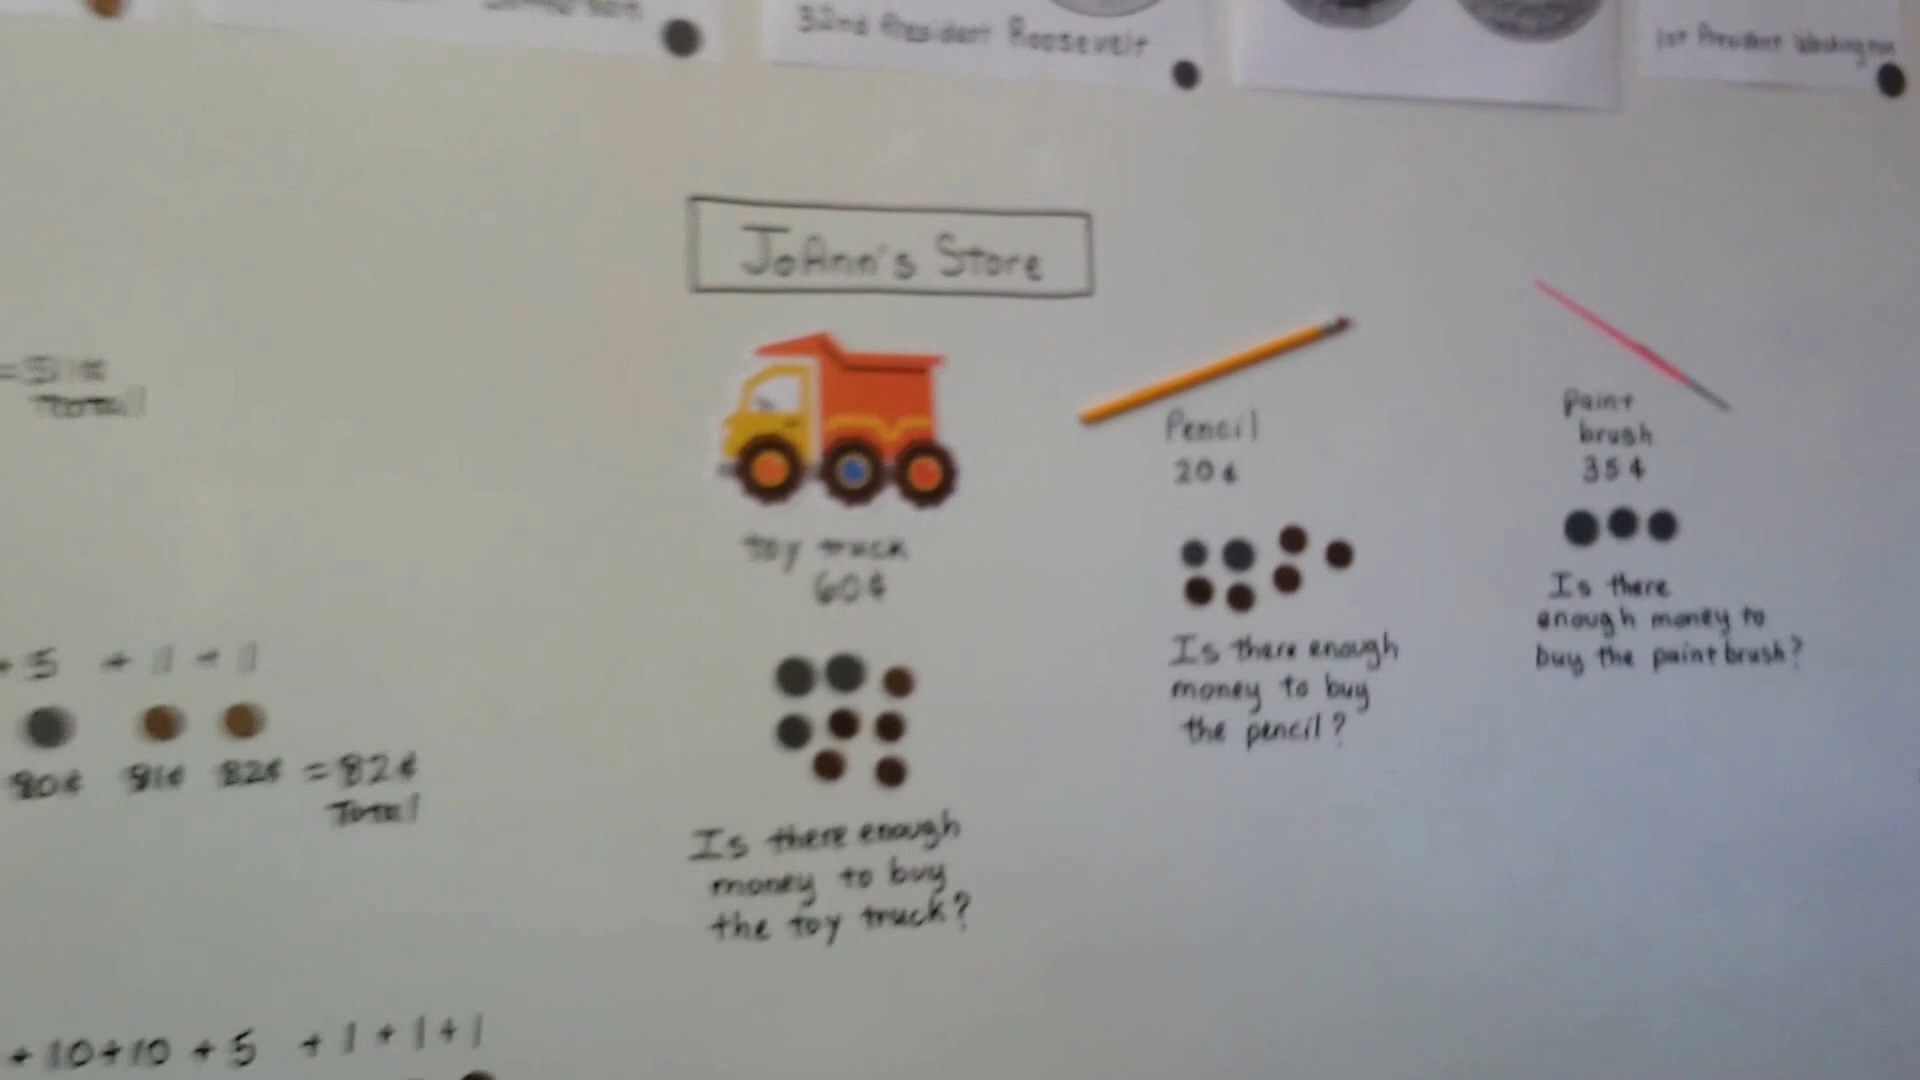 32nd President Roosevelt
1st President Washington
JoAnn's Store
= 51¢
Total
Pencil
20¢
paint
brush
35¢
toy truck
60¢
Is there enough
money to buy
the toy truck?
Is there enough
money to buy
the pencil?
Is there
enough money to
buy the paint brush?
+ 5 + 1 + 1
80¢ 81¢ 82¢ = 82¢
Total
+ 10 + 10 + 5 + 1 + 1 + 1